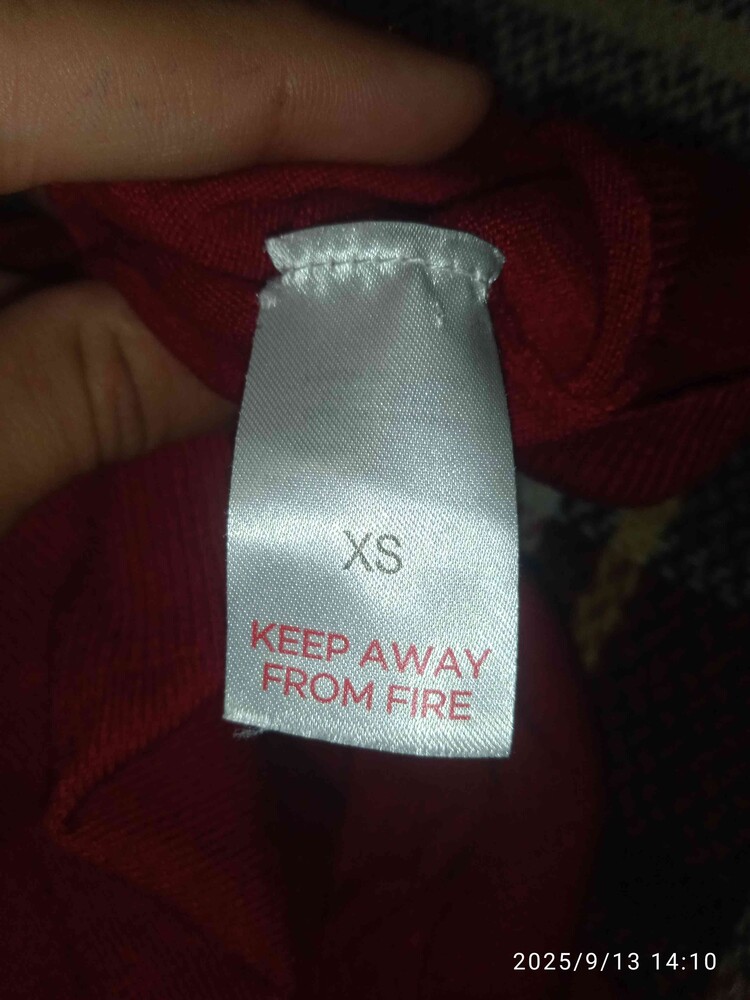 XS
KEEP AWAY
FROM FIRE
2025/9/13 14:10